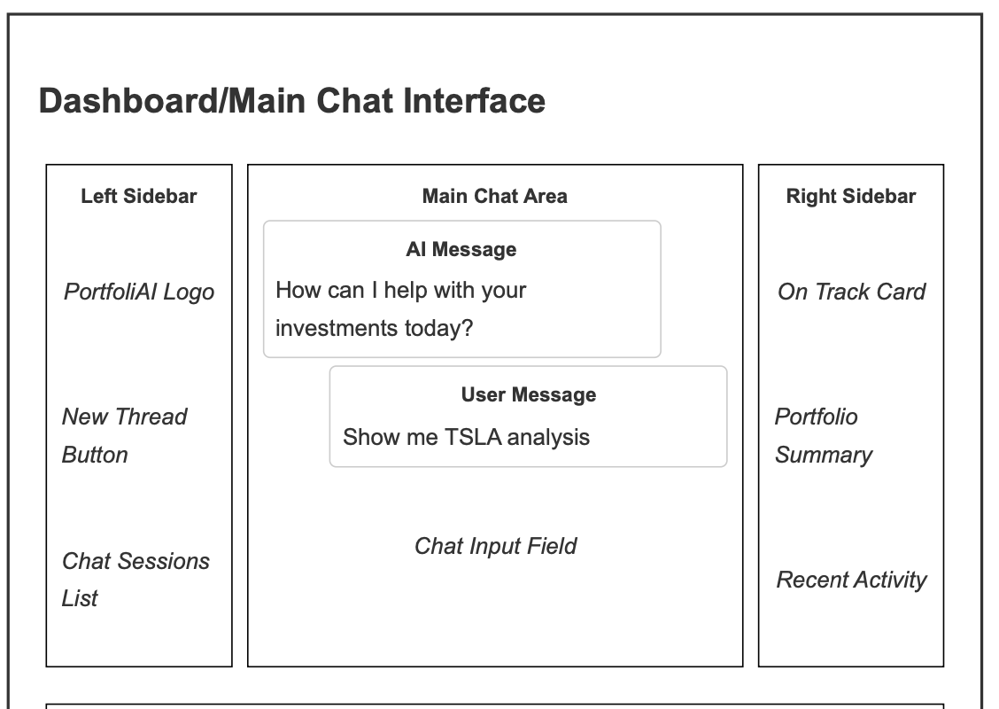 Dashboard/Main Chat Interface
Left Sidebar
PortfoliAI Logo
New Thread
Button
Chat Sessions
List
Main Chat Area
AI Message
How can I help with your
investments today?
User Message
Show me TSLA analysis
Chat Input Field
Right Sidebar
On Track Card
Portfolio
Summary
Recent Activity